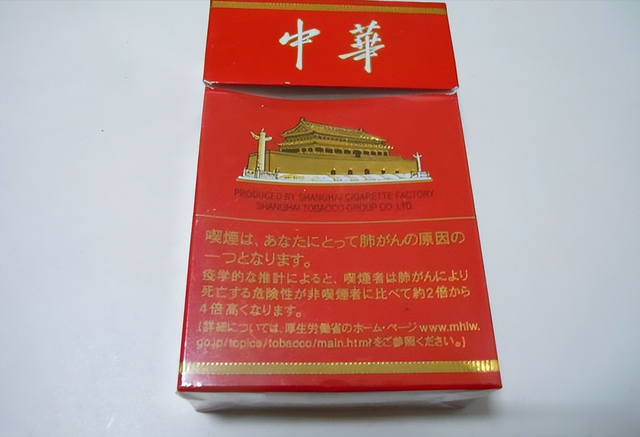 中華
PRODUCED BY SHANGHAI CIGARETTE FACTORY
SHANGHAI TOBACCO GROUP CO.,LTD.
喫煙は、あなたにとって肺がんの原因の
一つとなります。
疫学的な推計によると、喫煙者は肺がんにより
死亡する危険性が非喫煙者に比べて約2倍から
4倍高くなります。
(詳細については、厚生労働省のホーム・ページ www.mhlw.
go.jp/topics/tobacco/main.htmlをご参照ください。)